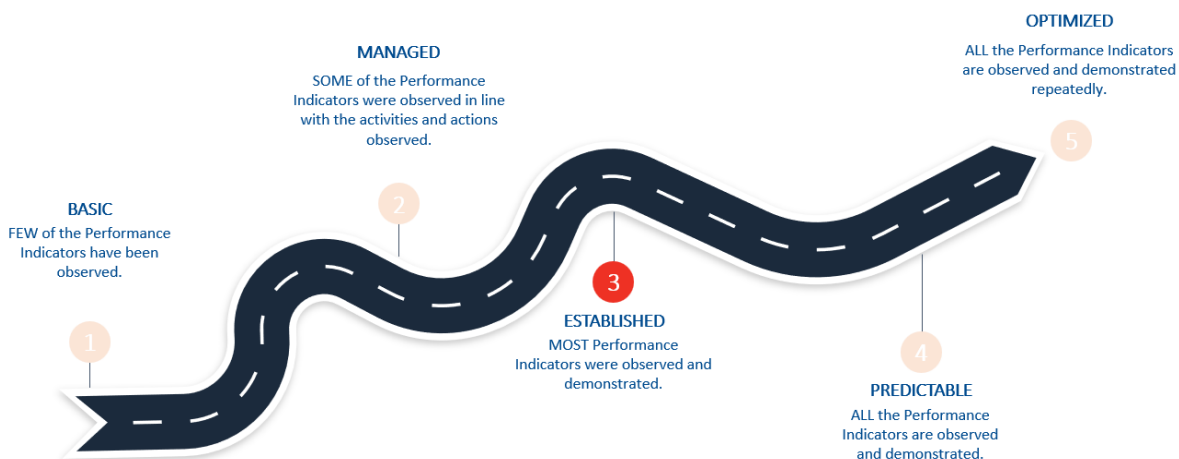 BASIC
FEW of the Performance
Indicators have been
observed.
1
MANAGED
SOME of the Performance
Indicators were observed in line
with the activities and actions
observed.
2
3
ESTABLISHED
MOST Performance
Indicators were observed and
demonstrated.
4
PREDICTABLE
ALL the Performance
Indicators are observed
and demonstrated.
OPTIMIZED
ALL the Performance Indicators
are observed and demonstrated
repeatedly.
5